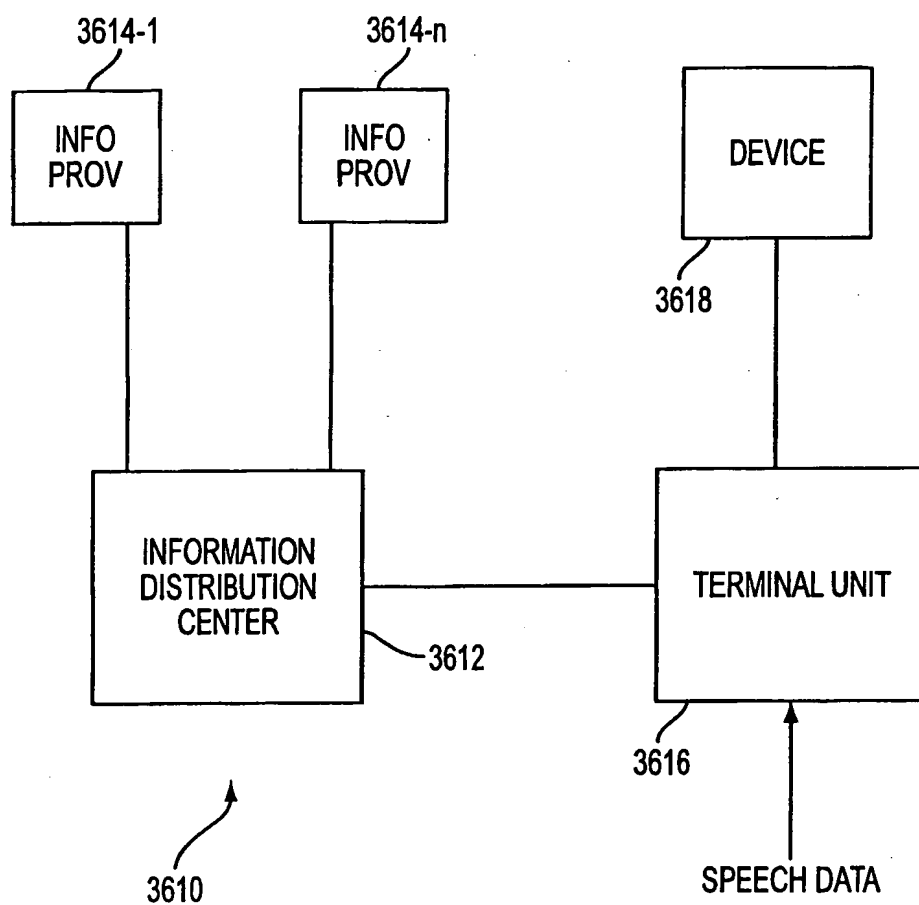 3614-1
3614-n
INFO
PROV
INFO
PROV
DEVICE
3618
INFORMATION
DISTRIBUTION
CENTER
TERMINAL UNIT
3612
3616
3610
SPEECH DATA